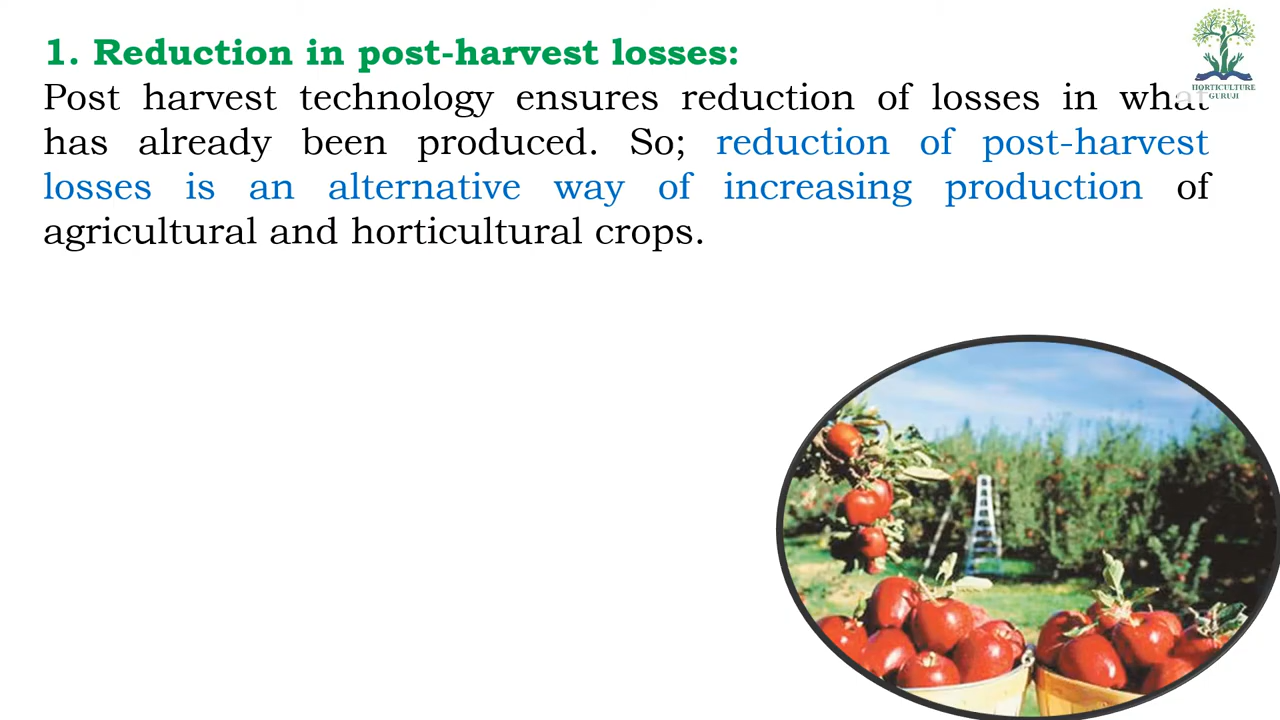 1. Reduction in post-harvest losses:
Post harvest technology ensures reduction of losses in what
has already been produced. So; reduction of post-harvest
losses is an alternative way of increasing production of
agricultural and horticultural crops.
HORTICULTURE
GURUJI